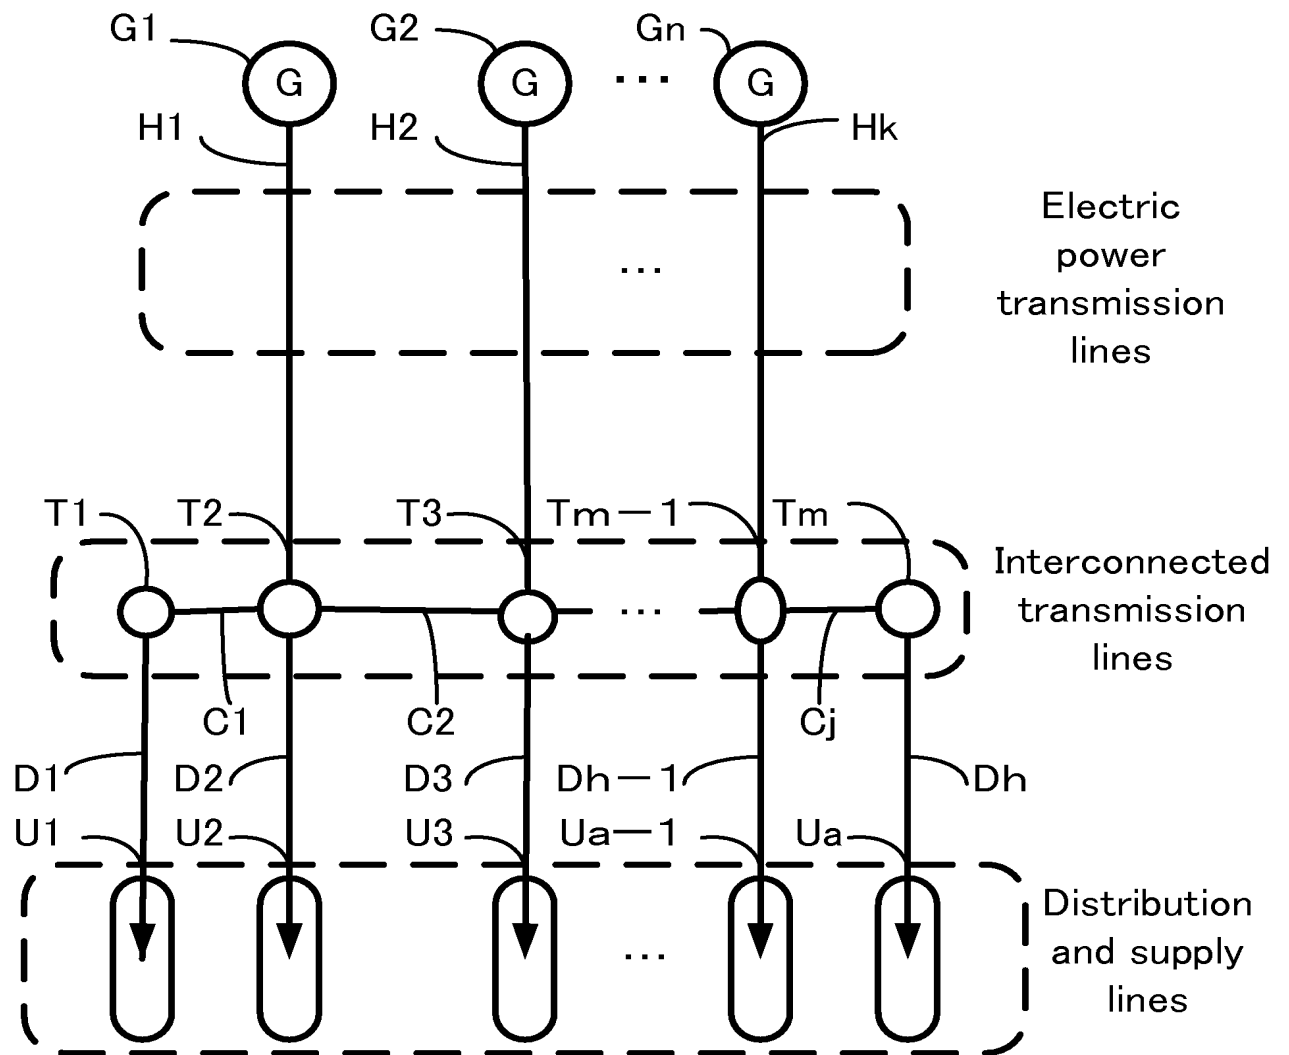 G1
G2
Gn
G
G
...
G
H1
H2
Hk
Electric
power
transmission
lines
...
T1
T2
T3
Tm－1
Tm
Interconnected
transmission
lines
...
C1
C2
Cj
D1
D2
D3
Dh－1
Dh
U1
U2
U3
Ua－1
Ua
Distribution
and supply
lines
...